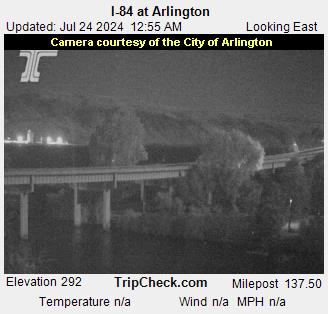 I-84 at Arlington
Updated: Jul 24 2024 12:55 AM Looking East
Camera courtesy of the City of Arlington
Elevation 292 TripCheck.com Milepost 137.50
Temperature n/a Wind n/a MPH n/a